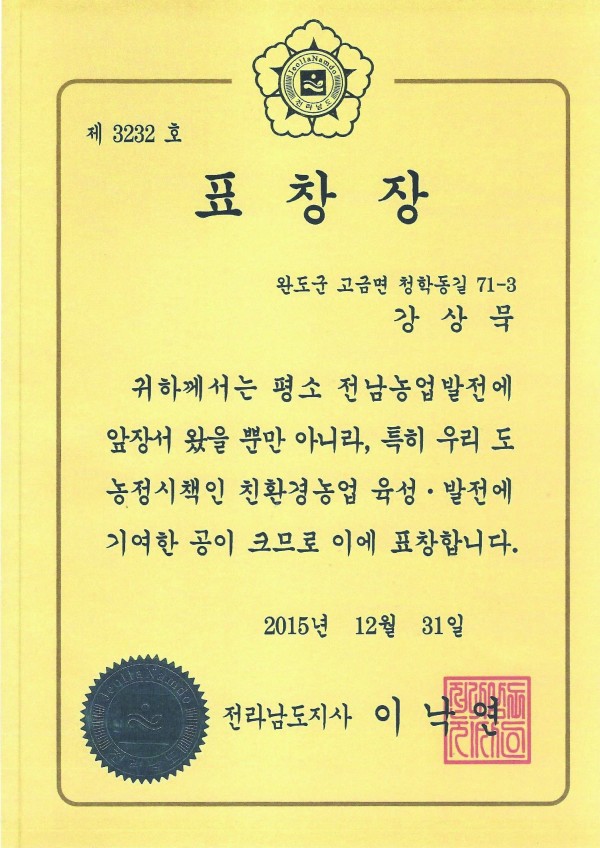 JeollaNamdo
전라남도
제 3232 호
표 창 장
완도군 고금면 청학동길 71-3
강 상 묵
귀하께서는 평소 전남농업발전에
앞장서 왔을 뿐만 아니라, 특히 우리 도
농정시책인 친환경농업 육성·발전에
기여한 공이 크므로 이에 표창합니다.
2015년 12월 31일
JeollaNamdo
전라남도지사 이 낙 연